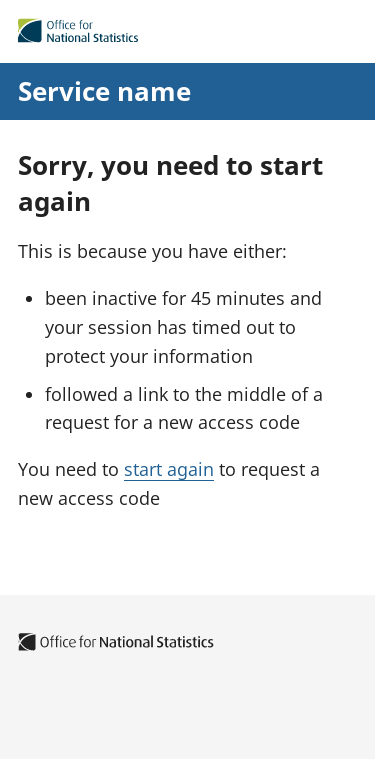 Office for
National Statistics
Service name
Sorry, you need to start
again
This is because you have either:
been inactive for 45 minutes and
your session has timed out to
protect your information
followed a link to the middle of a
request for a new access code
You need to start again to request a
new access code
Office for National Statistics